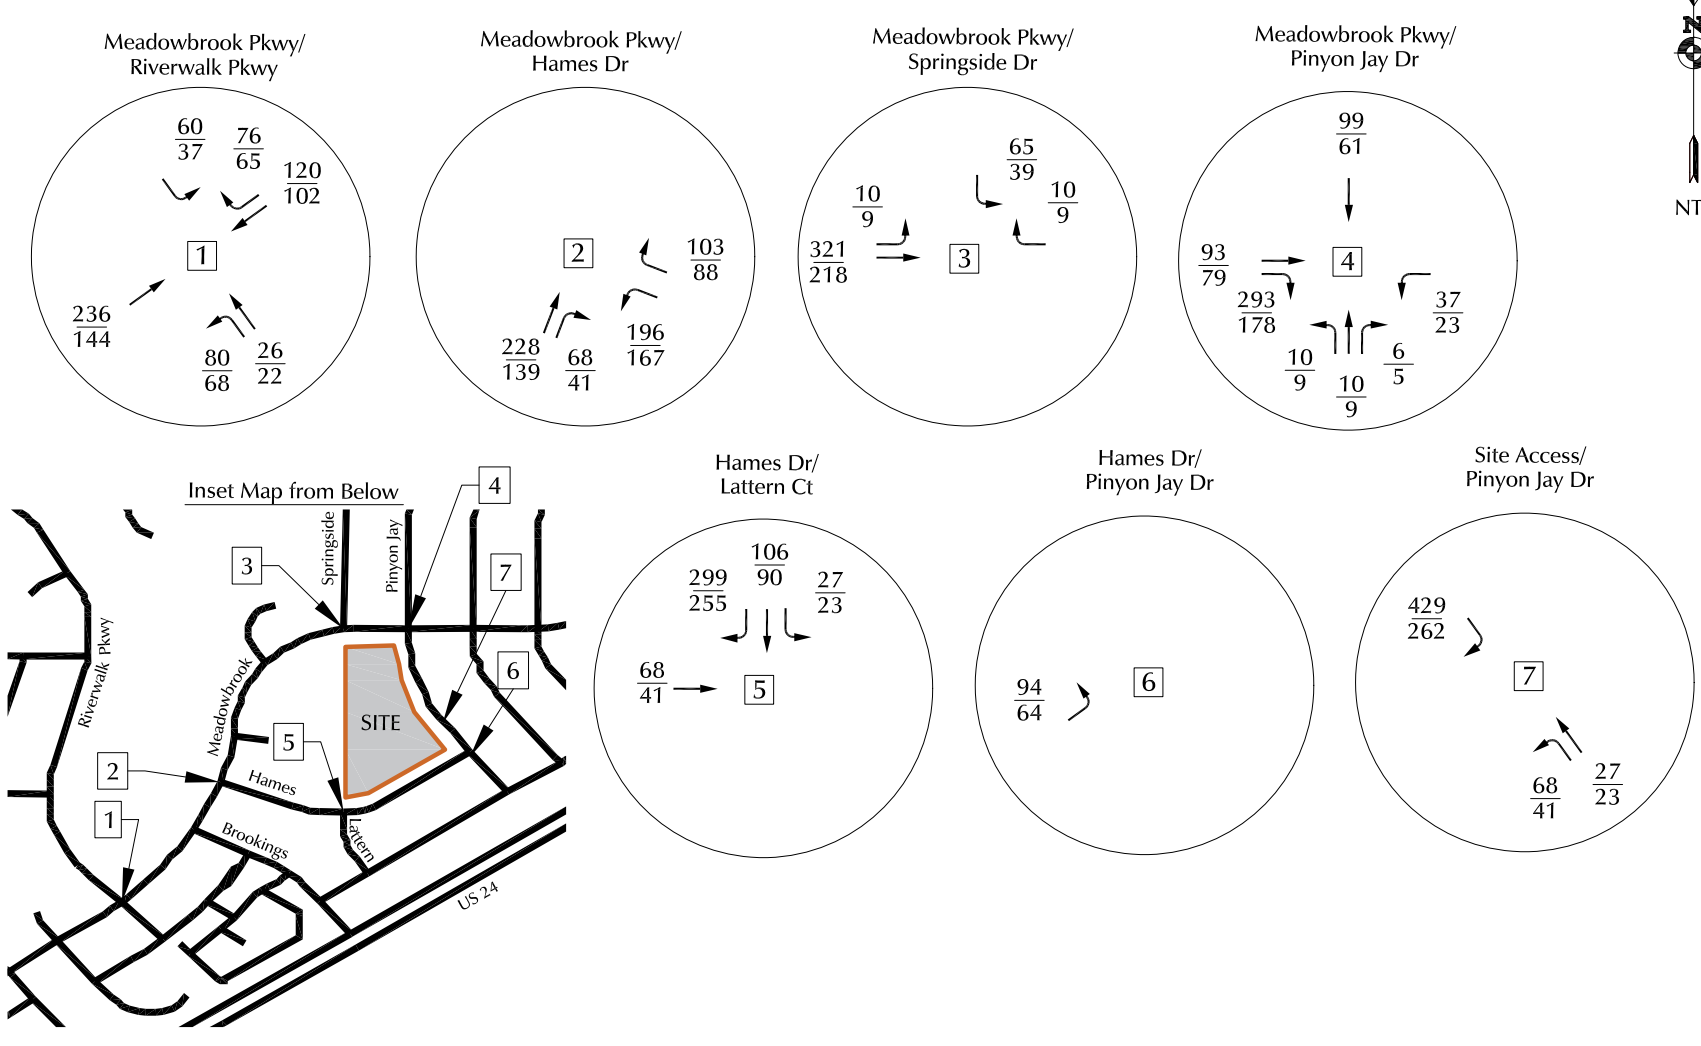 Meadowbrook Pkwy/
Riverwalk Pkwy
60
37
76
65
120
102
1
236
144
80
68
26
22
Meadowbrook Pkwy/
Hames Dr
2
103
88
228
139
68
41
196
167
Meadowbrook Pkwy/
Springside Dr
65
39
10
9
10
9
321
218
3
Meadowbrook Pkwy/
Pinyon Jay Dr
99
61
93
79
4
293
178
37
23
10
9
10
9
6
5
N
NT
Inset Map from Below
Springside
Pinyon Jay
4
3
7
6
Riverwalk Pkwy
Meadowbrook
SITE
5
2
Hames
1
Brookings
Lattern
US 24
Hames Dr/
Lattern Ct
299
255
106
90
27
23
68
41
5
Hames Dr/
Pinyon Jay Dr
94
64
6
Site Access/
Pinyon Jay Dr
429
262
7
68
41
27
23